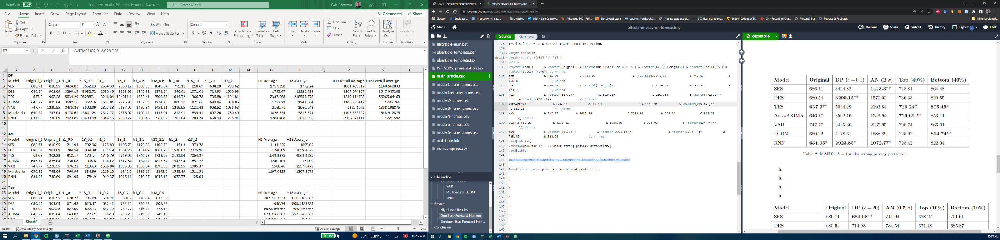 AutoSave Off high_level_results_M3_monthly_micro • Saved Search (Alt+Q) Bale,Cameron
File Home Insert Draw Page Layout Formulas Data Review View Help Comments Share
Paste Cut Copy Format Painter Calibri 11 Wrap Text Merge & Center General Conditional Formatting Format as Table Cell Styles Insert Delete Format AutoSum Fill Clear Sort & Filter Find & Select Analyze Data Sensitivity
Clipboard Font Alignment Number Styles Cells Editing Analysis Sensitivity
R7 fx =AVERAGE(O7,O18,O28,O38)
A B C D E F G H I J K L M N O P Q R S T
1 DP
2 Model Original_1 Original_1 h1_0.1 h18_0.1 h1_1 h18_1 h1_4.6 h18_4.6 h1_10 h18_10 h1_20 h18_20 H1 Average H18 Average H1 Overall Average H18 Overall Average
3 SES 686.71 810.95 3424.82 3562.83 2664.39 2663.12 1058.59 1040.94 755.11 810.69 684.08 783.62 1717.398 1772.24 1081.489917 1140.560833
4 DES 680.54 901.69 3290.15 48032.72 2580.49 3993.99 1245.32 1373.54 846.41 1071.01 714.98 1660.93 1735.47 11226.438 1104.074167 3647.087208
5 TES 637.9 902.28 5034.29 982887.1 3216.04 104911.6 1663.41 2500.55 1034.72 1366.78 736.88 1101.81 2337.068 218553.576 1339.114708 56066.04463
6 ARIMA 646.77 835.04 3502.16 3661.6 2602.81 2926.93 1157.33 1274.28 800.31 971.66 698.84 878.85 1752.29 1942.664 1100.955417 1293.766
7 VAR 747.77 1220.55 3435.86 3502.99 2827.38 2687.99 2459.84 1452.21 1216.95 1121.42 908.52 1035.63 2169.71 1960.048 1322.1975 1398.198875
8 Multivaria 650.22 743.04 4178.61 13641.24 2342.77 2676.97 1100.12 1135.01 812.91 855.41 697.26 780.49 1826.334 3817.824 1103.583292 1648.912875
9 RNN 631.95 730.69 2923.85 13493.99 1346.16 2059.72 790.46 961.92 707.04 783.24 654.93 795.91 1284.488 3618.956 890.2071111 1721.592
10
11
12 AN
13 Model Original_1 Original_1 h1_0.5 h18_0.5 h1_1 h18_1 h1_1.5 h18_1.5 h1_2 h18_2 H1 Average H18 Average
14 SES 686.71 810.95 741.94 792.96 1175.83 1106.73 1175.83 1106.73 1443.3 1373.78 1134.225 1095.05
15 DES 680.54 901.69 784.54 1039.39 1314.9 1661.26 1314.9 1661.26 1570.02 2275.96 1246.09 1659.4675
16 TES 637.9 902.28 912.17 1734.4 1746.79 3739.08 1746.79 3739.08 2193.84 7064.97 1649.8975 4069.3825
17 ARIMA 646.77 835.04 736.08 1008.8 1340.2 1817.54 1340.2 1817.54 1543.94 1851.72 1240.105 1623.9
18 VAR 747.77 1220.55 976.21 1133.3 1666.84 1595.96 1666.84 1595.96 2035.95 1905.37 1586.46 1557.6475
19 Multivaria 650.22 743.04 760.94 834.96 1219.15 1242.5 1219.15 1242.5 1588.89 1511.51 1197.0325 1207.8675
20 RNN 631.95 730.69 691.95 784.9 919.37 1046.16 919.37 1046.16 1072.77 1125.04
21
22 Top
23 Model Original_1 Original_1 h1_0.1 h18_0.1 h1_0.2 h18_0.2 h1_0.4 h18_0.4 H1 Average H18 Average
24 SES 686.71 810.95 678.27 796.89 694.71 801.7 748.84 833.56 707.2733333 810.7166667
25 DES 680.54 901.69 671.48 825.47 682.41 782.25 736.33 808.82 696.74 805.5133333
26 TES 637.9 902.28 627.09 827.13 642.72 782.77 716.24 778.18 662.0166667 796.0266667
27 ARIMA 646.77 835.04 643.02 773.1 657.3 733.79 719.69 749.19 673.3366667 752.0266667
Sheet1
Ready Accessibility: Good to go Display Settings 100%
100% 83°F Sunny 10:57 AM
2021 - Recurrent Neural Networ effects-privacy-on-forecasting -
overleaf.com/project/627b00428b4ddbeb97f9b676
Google Bookmarks rmarkdown-cheats... Throttlestop Mail - Bale,Camero... Advanced MD | Pati... Blackboard Learn Jupyter Notebook S... Numpy axes explai... 5 Critical Ingredient... LeBow College of B... Git - Recording Cha... Personal Site Reports & Publicati... Other bookmarks
Menu effects-privacy-on-forecasting Review Share Submit History Layout Chat
Source Rich Text Ω Recompile
elsarticle-num.bst
elsarticle-template.pdf
elsarticle-template.tex
ISF_2022_presentation.tex
main_article.tex
model1-num-names.bst
model1a-num-names.bst
model2-names.bst
model3-num-names.bst
model4-names.bst
model5-names.bst
model6-num-names.bst
mybibfile.bib
numcompress.sty
File outline
VAR
Multivariate LGBM
RNN
Results
High Level Results
One Step Forecast Horizon
Eighteen Step Forecast Hori...
Conclusion
128 Results for one step horizon under strong protection.
129
130 \begin{table}[h]
131 \begin{tabular}{|l|l|l|l|l|l|}
132 \hline
133 \textbf{Model} & \textbf{Original} & \textbf{DP ($\epsilon = 0.1$)} & \textbf{AN (2 $\sigma$)} & \textbf{Top (40\%)} &
\textbf{Bottom (40\%)} \\ \hline
134 SES & 686.71 & 3424.82 & \textbf{1443.3}** & 748.84 &
864.48 \\ \hline
135 DES & 680.54 & \textbf{3290.15}** & 1570.02 & 736.33 &
820.55 \\ \hline
136 TES & \textbf{637.9}** & 5034.29 & 2193.84 & \textbf{716.24}*
& \textbf{805.49}* \\ \hline
137 Auto-ARIMA & 646.77 & 3502.16 & 1543.94 & \textbf{719.69 }**
& 853.11 \\ \hline
138 VAR & 747.77 & 3435.86 & 2035.95 & 798.74 & 866.01
\\ \hline
139 LGBM & 650.22 & 4178.61 & 1588.89 & 725.92 & \textbf{814.74}**
\\ \hline
140 RNN & \textbf{631.95}* & \textbf{2923.85}* & \textbf{1072.77}* &
728.42 & 822.04 \\ \hline
141 \end{tabular}
142 \caption{MAE for $h = 1$ under strong privacy protection.}
143 \end{table}
144
145
146
147 Results for one step horizon under weak protection.
148
149 h.
150
151 h.
152
153 h.
154
155 h.
156
157 h.
158
159
160 h.
Model Original DP (ϵ = 0.1) AN (2 σ) Top (40%) Bottom (40%)
SES 686.71 3424.82 1443.3** 748.84 864.48
DES 680.54 3290.15** 1570.02 736.33 820.55
TES 637.9** 5034.29 2193.84 716.24* 805.49*
Auto-ARIMA 646.77 3502.16 1543.94 719.69 ** 853.11
VAR 747.77 3435.86 2035.95 798.74 866.01
LGBM 650.22 4178.61 1588.89 725.92 814.74**
RNN 631.95* 2923.85* 1072.77* 728.42 822.04
Table 2: MAE for h = 1 under strong privacy protection.
h.
h.
h.
h
Model Original DP (ϵ = 20) AN (0.5 σ) Top (10%) Bottom (10%)
SES 686.71 684.08** 741.94 678.27 701.61
DES 680.54 714.98 784.54 671.48 685.87
10:57 AM